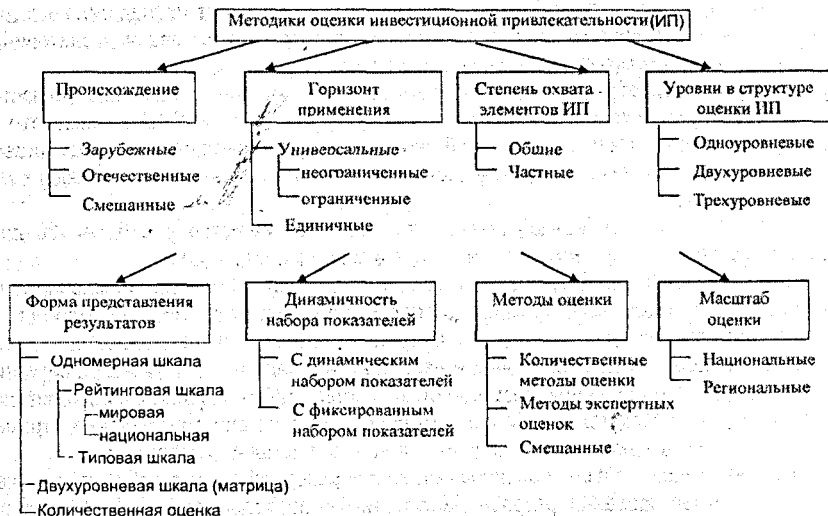 Методики оценки инвестиционной привлекательности(ИП)
Происхождение
Зарубежные
Отечественные
Смешанные
Горизонт
применения
Универсальные
неограниченные
ограниченные
Единичные
Степень охвата
элементов ИП
Общие
Частные
Уровни в структуре
оценки ИП
Одноуровневые
Двухуровневые
Трехуровневые
Форма представления
результатов
Одномерная шкала
Рейтинговая шкала
мировая
национальная
Типовая шкала
Двухуровневая шкала (матрица)
Количественная оценка
Динамичность
набора показателей
С динамическим
набором показателей
С фиксированным
набором показателей
Методы оценки
Количественные
методы оценки
Методы экспертных
оценок
Смешанные
Масштаб
оценки
Национальные
Региональные